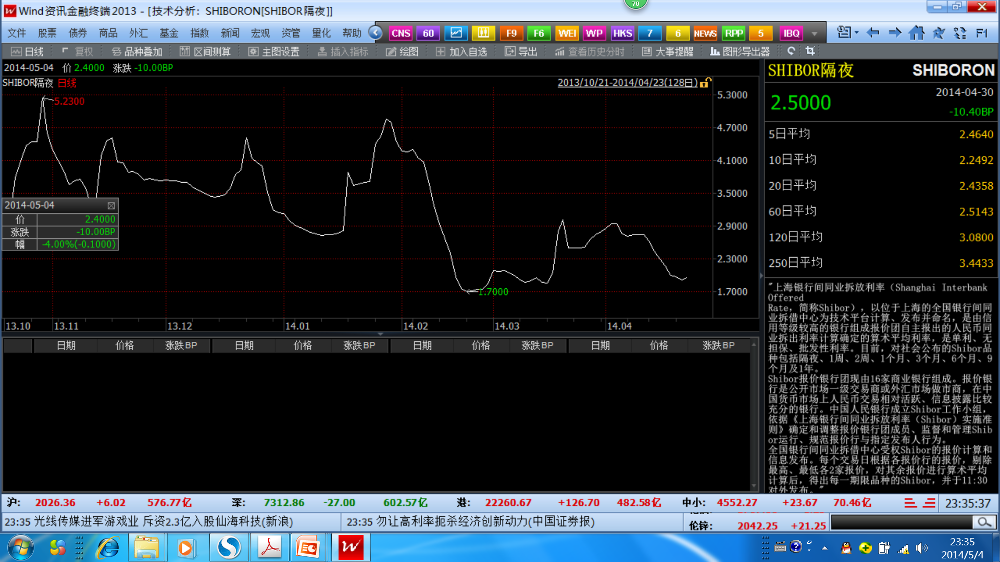 70
Wind资讯金融终端2013 - [技术分析：SHIBORON[SHIBOR隔夜]]
文件 股票 债券 商品 外汇 基金 指数 新闻 宏观 资管 量化 帮助 CNS 60 F9 F6 WEI WP HKS 7 6 NEWS RPP 5 IBQ F1
日线 复权 品种叠加 区间测算 主图设置 插入指标 绘图 加入自选 导出 查看历史分时 大事提醒 图形导出器
2014-05-04 价 2.4000 涨跌 -10.00BP
SHIBOR隔夜 日线 2013/10/21-2014/04/23(128日)
5.2300
5.3000
4.7000
4.1000
3.5000
2.9000
2.3000
1.7000
1.7000
2014-05-04
价 2.4000
涨跌 -10.00BP
幅 -4.00%(-0.1000)
13.10 13.11 13.12 14.01 14.02 14.03 14.04
日期 价格 涨跌BP 日期 价格 涨跌BP 日期 价格 涨跌BP 日期 价格 涨跌BP
SHIBOR隔夜 SHIBORON
2.5000 2014-04-30
-10.40BP
5日平均 2.4640
10日平均 2.2492
20日平均 2.4358
60日平均 2.5143
120日平均 3.0800
250日平均 3.4433
"上海银行间同业拆放利率（Shanghai Interbank
Offered
Rate, 简称Shibor），以位于上海的全国银行间同
业拆借中心为技术平台计算、发布并命名，是由信
用等级较高的银行组成报价团自主报出的人民币同
业拆出利率计算确定的算术平均利率，是单利、无
担保、批发性利率。目前，对社会公布的Shibor品
种包括隔夜、1周、2周、1个月、3个月、6个月、9
个月及1年。
Shibor报价银行团现由16家商业银行组成。报价银
行是公开市场一级交易商或外汇市场做市商，在中
国货币市场上人民币交易相对活跃、信息披露比较
充分的银行。中国人民银行成立Shibor工作小组，
依据《上海银行间同业拆放利率（Shibor）实施准
则》确定和调整报价银行团成员、监督和管理Shib
or运行、规范报价行与指定发布人行为。
全国银行间同业拆借中心受权Shibor的报价计算和
信息发布。每个交易日根据各报价行的报价，剔除
最高、最低各2家报价，对其余报价进行算术平均
计算后，得出每一期限品种的Shibor，并于11:30
对外发布。"
沪: 2026.36 +6.02 576.77亿 深: 7312.86 -27.00 602.57亿 港: 22260.67 +126.70 482.58亿 中小: 4552.27 +23.67 70.46亿 23:35:37
23:35 光线传媒进军游戏业 斥资2.3亿入股仙海科技(新浪) 23:35 勿让高利率扼杀经济创新动力(中国证券报) 伦锌: 2042.25 +21.25
23:35
2014/5/4